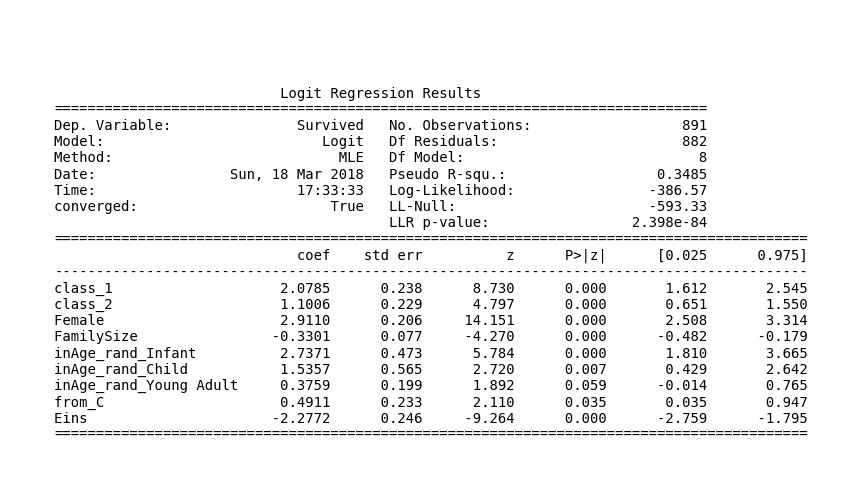 Logit Regression Results
==============================================================================
Dep. Variable:               Survived   No. Observations:                  891
Model:                          Logit   Df Residuals:                      882
Method:                           MLE   Df Model:                            8
Date:                Sun, 18 Mar 2018   Pseudo R-squ.:                  0.3485
Time:                        17:33:33   Log-Likelihood:                -386.57
converged:                       True   LL-Null:                       -593.33
                                        LLR p-value:                 2.398e-84
==========================================================================================
                             coef    std err          z      P>|z|      [0.025      0.975]
------------------------------------------------------------------------------------------
class_1                    2.0785      0.238      8.730      0.000       1.612       2.545
class_2                    1.1006      0.229      4.797      0.000       0.651       1.550
Female                     2.9110      0.206     14.151      0.000       2.508       3.314
FamilySize                -0.3301      0.077     -4.270      0.000      -0.482      -0.179
inAge_rand_Infant          2.7371      0.473      5.784      0.000       1.810       3.665
inAge_rand_Child           1.5357      0.565      2.720      0.007       0.429       2.642
inAge_rand_Young Adult     0.3759      0.199      1.892      0.059      -0.014       0.765
from_C                     0.4911      0.233      2.110      0.035       0.035       0.947
Eins                      -2.2772      0.246     -9.264      0.000      -2.759      -1.795
==========================================================================================